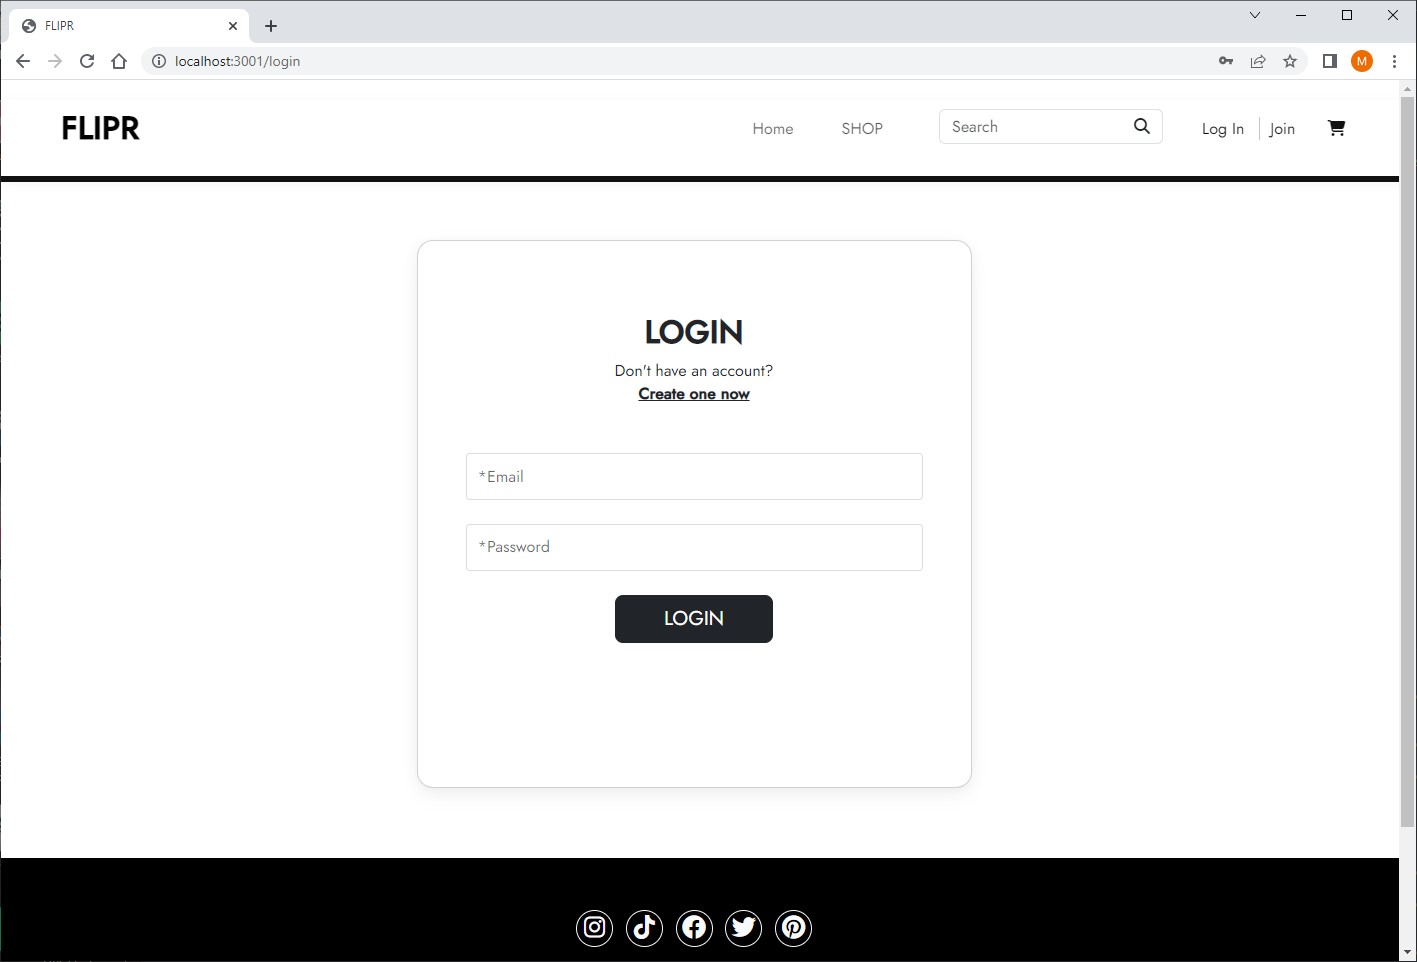 FLIPR
localhost:3001/login
M
FLIPR
Home
SHOP
Search
Log In
Join
LOGIN
Don't have an account?
Create one now
*Email
*Password
LOGIN